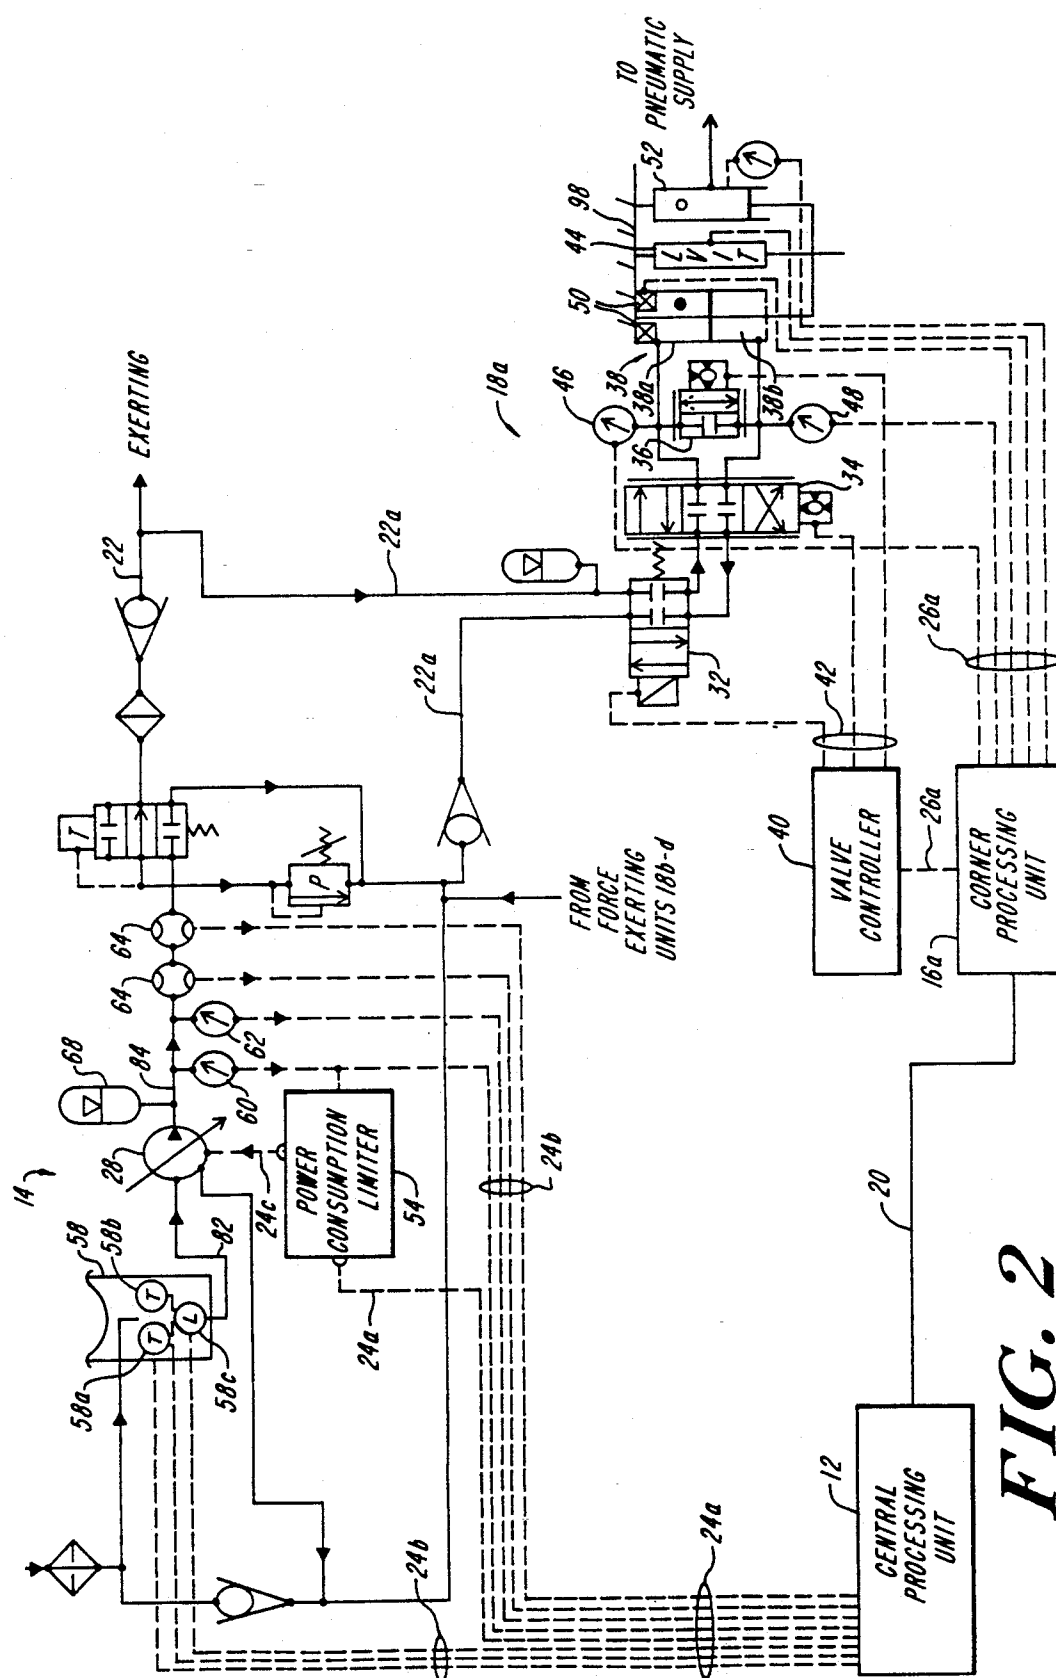 14
58
58b
58a
58c
82
28
68
84
60
62
64
64
T
T
L
T
P
24c
POWER
CONSUMPTION
LIMITER
54
24a
24b
24b
24a
22
EXERTING
22a
22a
FROM
FORCE
EXERTING
UNITS 18b-d
18a
32
34
36
38
38a
38b
46
48
50
44
98
52
LVIT
TO
PNEUMATIC
SUPPLY
40
VALVE
CONTROLLER
42
26a
26a
16a
CORNER
PROCESSING
UNIT
20
12
CENTRAL
PROCESSING
UNIT
FIG. 2